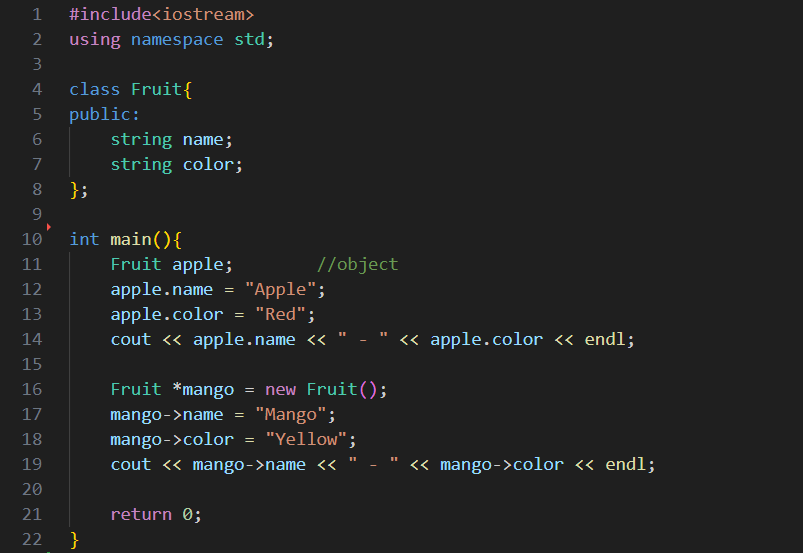 1 #include<iostream>
2 using namespace std;
3
4 class Fruit{
5 public:
6     string name;
7     string color;
8 };
9
10 int main(){
11     Fruit apple;        //object
12     apple.name = "Apple";
13     apple.color = "Red";
14     cout << apple.name << " - " << apple.color << endl;
15
16     Fruit *mango = new Fruit();
17     mango->name = "Mango";
18     mango->color = "Yellow";
19     cout << mango->name << " - " << mango->color << endl;
20
21     return 0;
22 }